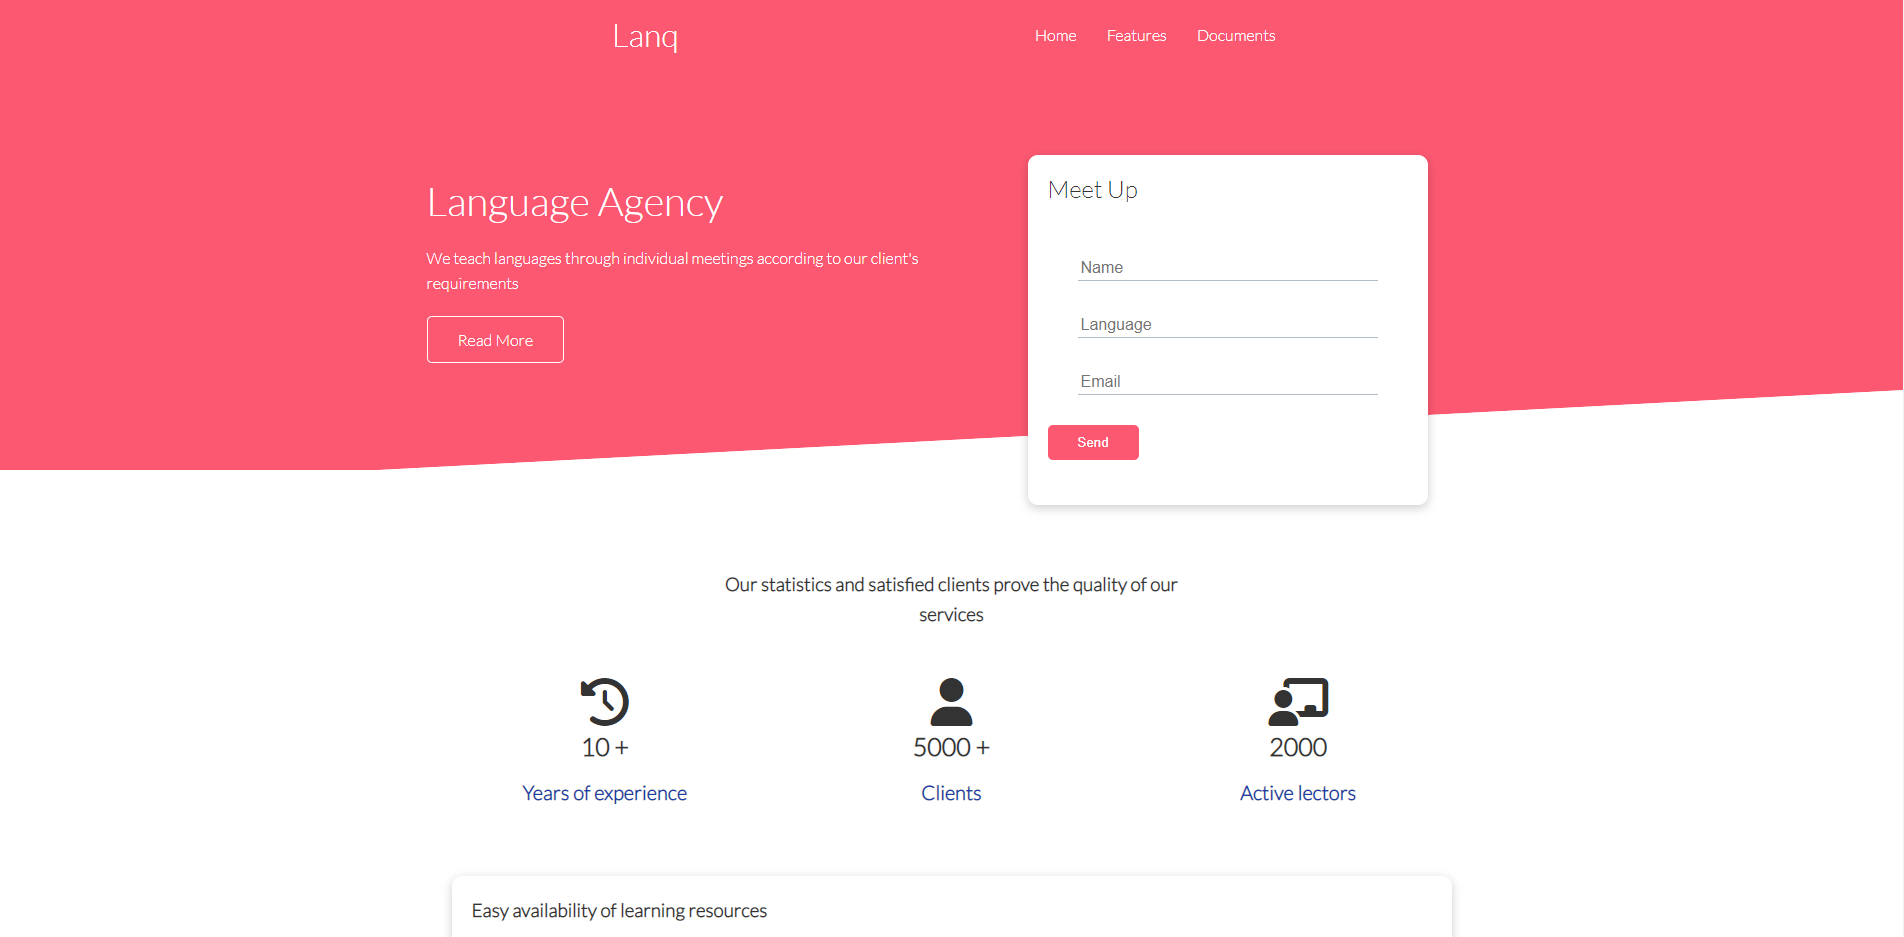 Lanq
Home Features Documents
Language Agency
We teach languages through individual meetings according to our client's
requirements
Read More
Meet Up
Name
Language
Email
Send
Our statistics and satisfied clients prove the quality of our
services
10 +
Years of experience
5000 +
Clients
2000
Active lectors
Easy availability of learning resources